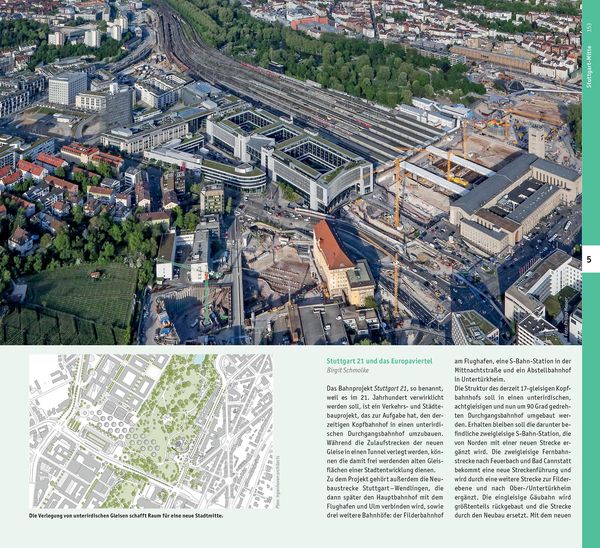 Stuttgart-Mitte 153
5
Plan: Ingenhoven architects
Die Verlegung von unterirdischen Gleisen schafft Raum für eine neue Stadtmitte.
Stuttgart 21 und das Europaviertel
Birgit Schmolke
Das Bahnprojekt Stuttgart 21, so benannt,
weil es im 21. Jahrhundert verwirklicht
werden soll, ist ein Verkehrs- und Städte-
bauprojekt, das zur Aufgabe hat, den der-
zeitigen Kopfbahnhof in einen unterirdi-
schen Durchgangsbahnhof umzubauen.
Während die Zulaufstrecken der neuen
Gleise in einen Tunnel verlegt werden, kön-
nen die damit frei werdenden alten Gleis-
flächen einer Stadtentwicklung dienen.
Zu dem Projekt gehört außerdem die Neu-
baustrecke Stuttgart – Wendlingen, die
dann später den Hauptbahnhof mit dem
Flughafen und Ulm verbinden wird, sowie
drei weitere Bahnhöfe: der Filderbahnhof
am Flughafen, eine S-Bahn-Station in der
Mittnachtstraße und ein Abstellbahnhof
in Untertürkheim.
Die Struktur des derzeit 17-gleisigen Kopf-
bahnhofs soll in einen unterirdischen,
achtgleisigen und nun um 90 Grad gedreh-
ten Durchgangsbahnhof umgebaut wer-
den. Erhalten bleiben soll die darunter be-
findliche zweigleisige S-Bahn-Station, die
von Norden mit einer neuen Strecke er-
gänzt wird. Die zweigleisige Fernbahn-
strecke nach Feuerbach und Bad Cannstatt
bekommt eine neue Streckenführung und
wird durch eine weitere Strecke zur Filder-
ebene und nach Ober-/Untertürkheim
ergänzt. Die eingleisige Gäubahn wird
größtenteils rückgebaut und die Strecke
durch den Neubau ersetzt. Mit dem neuen